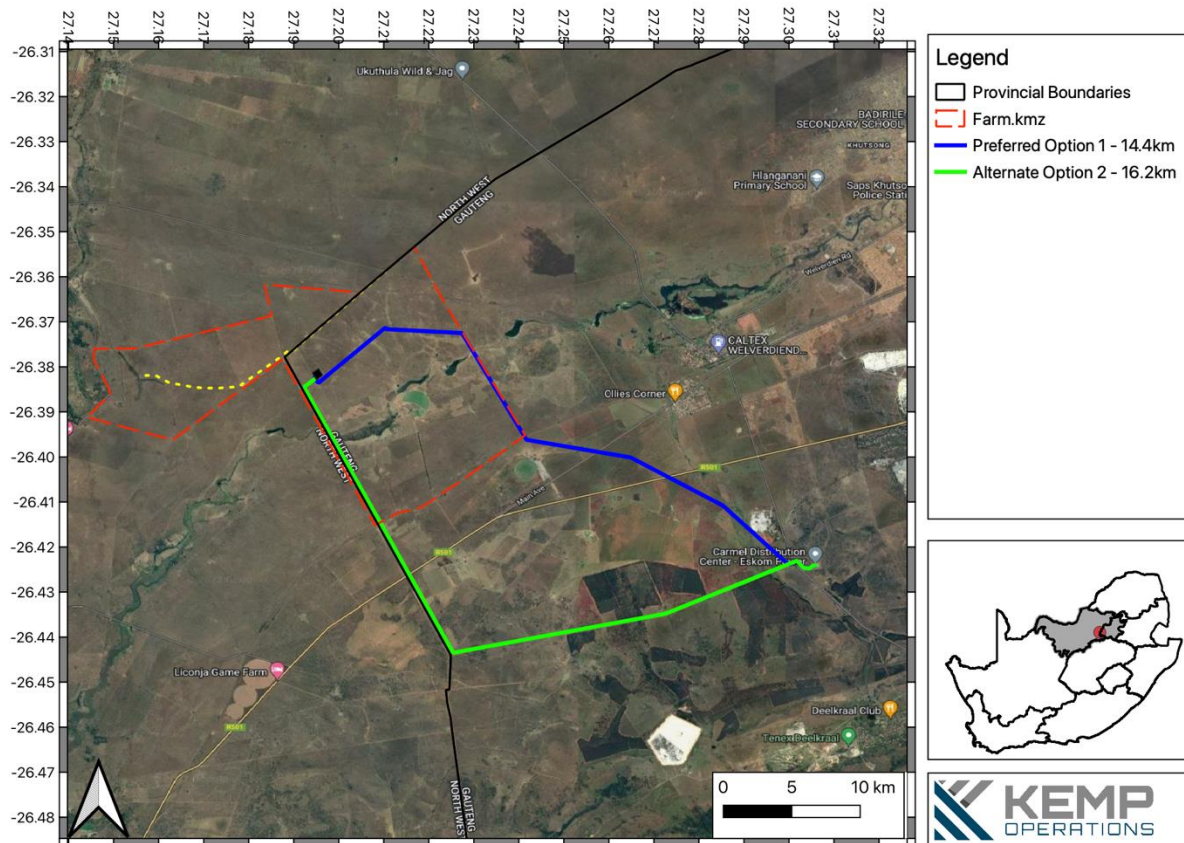 27.14 27.15 27.16 27.17 27.18 27.19 27.20 27.21 27.22 27.23 27.24 27.25 27.26 27.27 27.28 27.29 27.30 27.31 27.32
-26.31
-26.32
-26.33
-26.34
-26.35
-26.36
-26.37
-26.38
-26.39
-26.40
-26.41
-26.42
-26.43
-26.44
-26.45
-26.46
-26.47
-26.48
Ukuthula Wild & Jag
BADIRILE
SECONDARY SCHOOL
KHUTSONG
Hlanganani
Primary School
Saps Khutso
Police Stati
NORTH WEST
GAUTENG
Welverdien Rd
CALTEX
WELVERDIEND...
Ollies Corner
GAUTENG
NORTH WEST
R501
Main Ave
R501
Carmel Distribution
Center - Eskom
Liconja Game Farm
R501
Deelkraal Club
Tenex Deelkraal
GAUTENG
NORTH WEST
0 5 10 km
Legend
Provincial Boundaries
Farm.kmz
Preferred Option 1 - 14.4km
Alternate Option 2 - 16.2km
KEMP
OPERATIONS